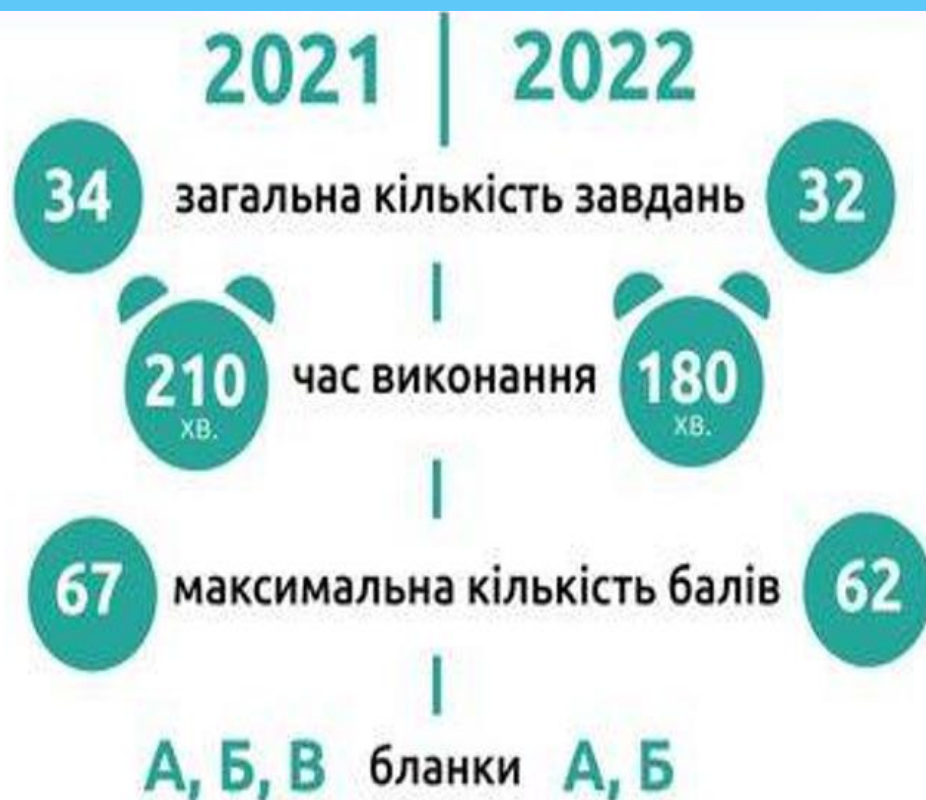 2021 | 2022
34 загальна кількість завдань 32
210 хв. час виконання 180 хв.
67 максимальна кількість балів 62
А, Б, В бланки А, Б